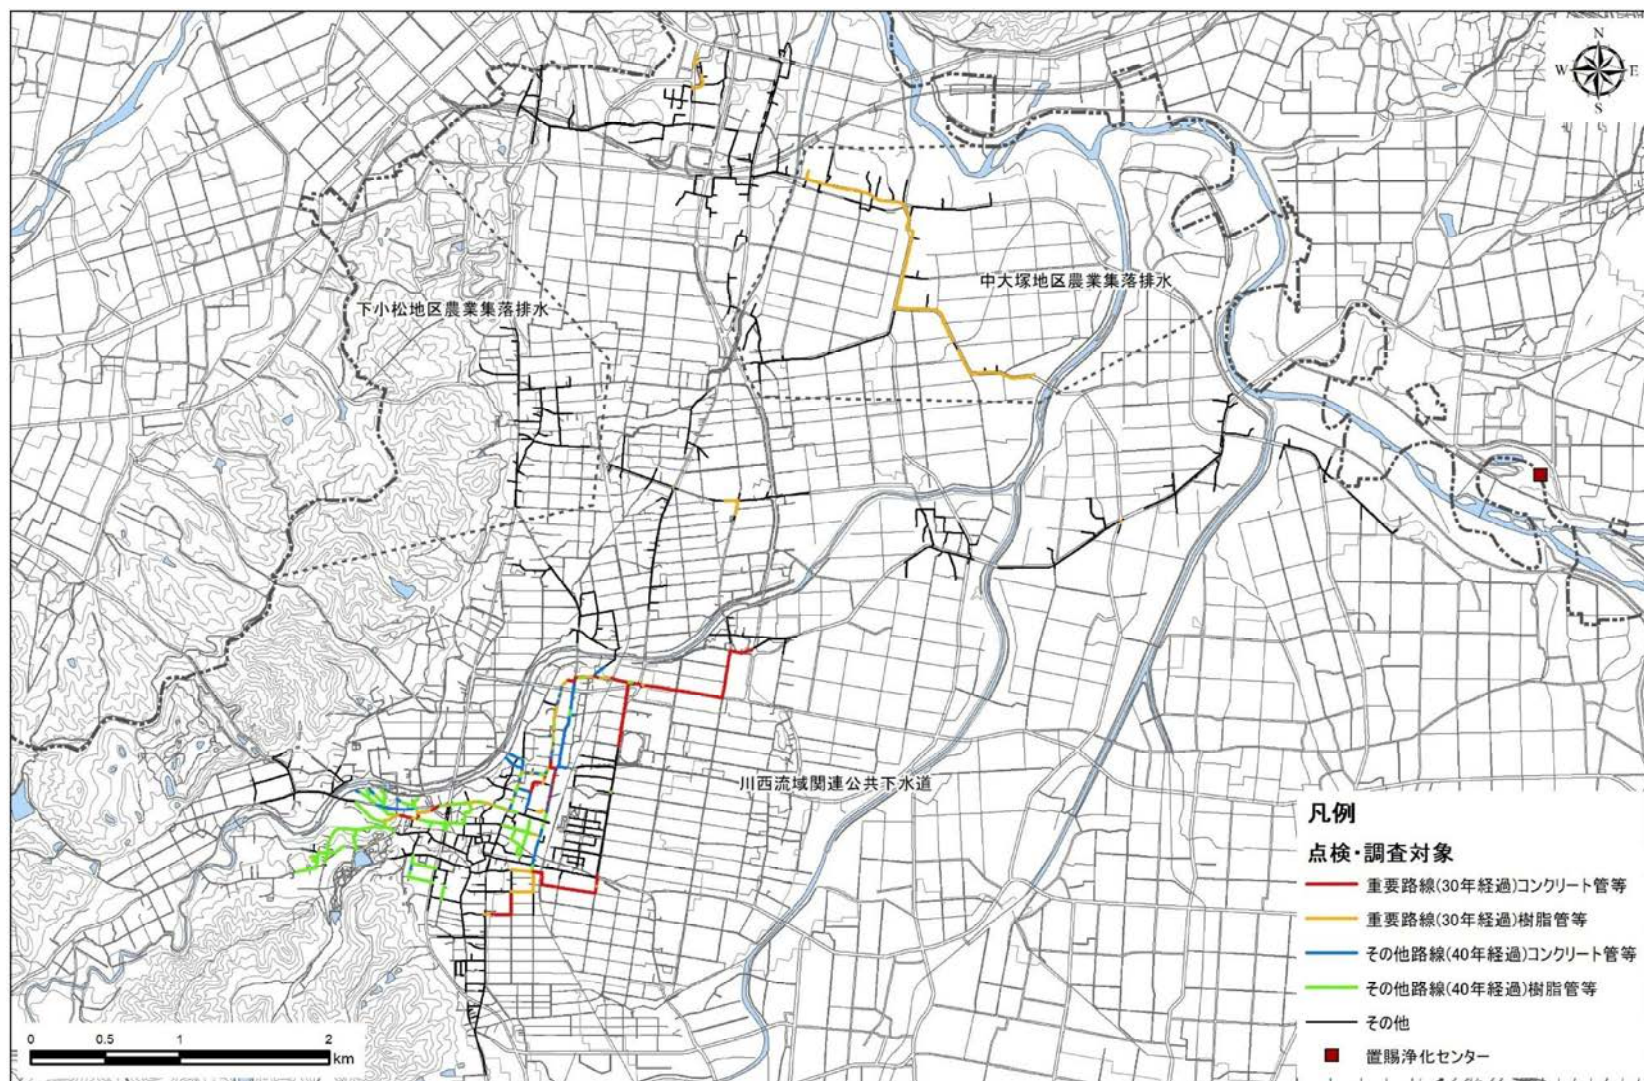 N
W E
S
中大塚地区農業集落排水
下小松地区農業集落排水
川西流域関連公共下水道
凡例
点検・調査対象
重要路線(30年経過)コンクリート管等
重要路線(30年経過)樹脂管等
その他路線(40年経過)コンクリート管等
その他路線(40年経過)樹脂管等
その他
置賜浄化センター
0 0.5 1 2
km